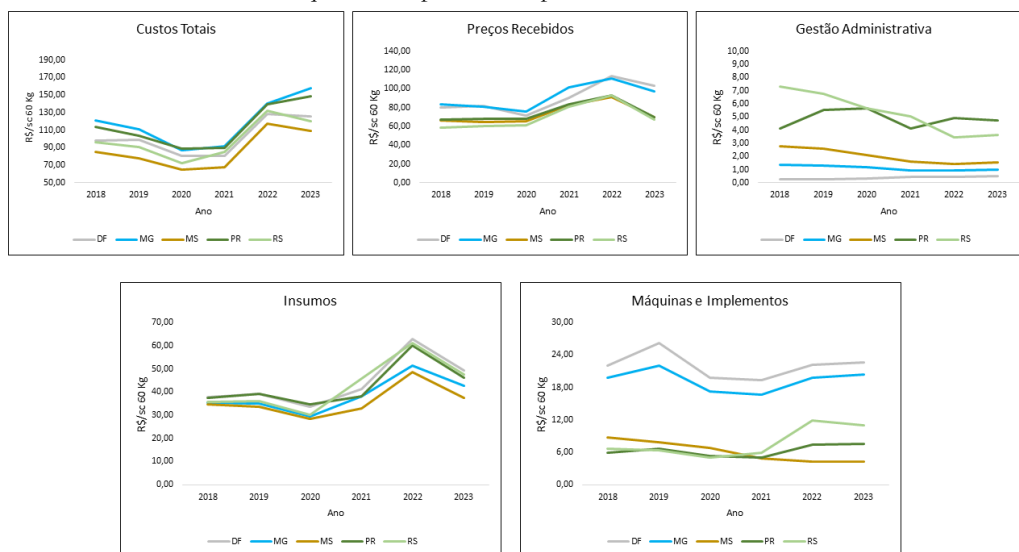 Custos Totais
R$/sc 60 Kg
190,00
170,00
150,00
130,00
110,00
90,00
70,00
50,00
2018 2019 2020 2021 2022 2023
Ano
DF MG MS PR RS
Preços Recebidos
R$/sc 60 Kg
140,00
120,00
100,00
80,00
60,00
40,00
20,00
0,00
2018 2019 2020 2021 2022 2023
Ano
DF MG MS PR RS
Gestão Administrativa
R$/sc 60 Kg
10,00
9,00
8,00
7,00
6,00
5,00
4,00
3,00
2,00
1,00
0,00
2018 2019 2020 2021 2022 2023
Ano
DF MG MS PR RS
Insumos
R$/sc 60 Kg
70,00
60,00
50,00
40,00
30,00
20,00
10,00
0,00
2018 2019 2020 2021 2022 2023
Ano
DF MG MS PR RS
Máquinas e Implementos
R$/sc 60 Kg
30,00
24,00
18,00
12,00
6,00
0,00
2018 2019 2020 2021 2022 2023
Ano
DF MG MS PR RS